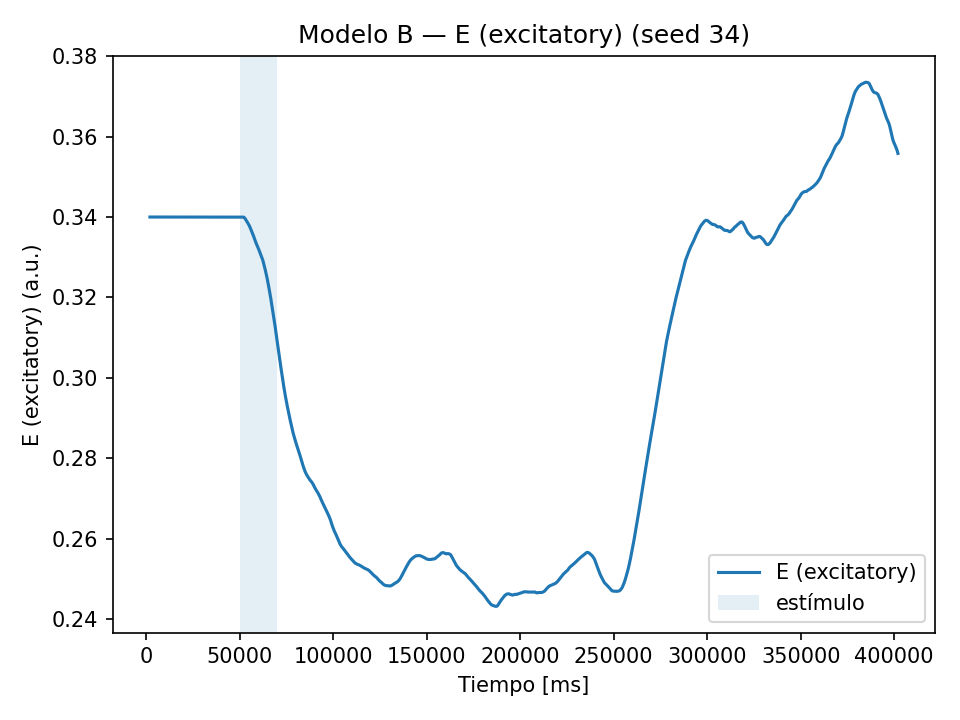 Modelo B — E (excitatory) (seed 34)
0.38
0.36
0.34
0.32
0.30
0.28
0.26
0.24
E (excitatory) (a.u.)
E (excitatory)
estímulo
0 50000 100000 150000 200000 250000 300000 350000 400000
Tiempo [ms]